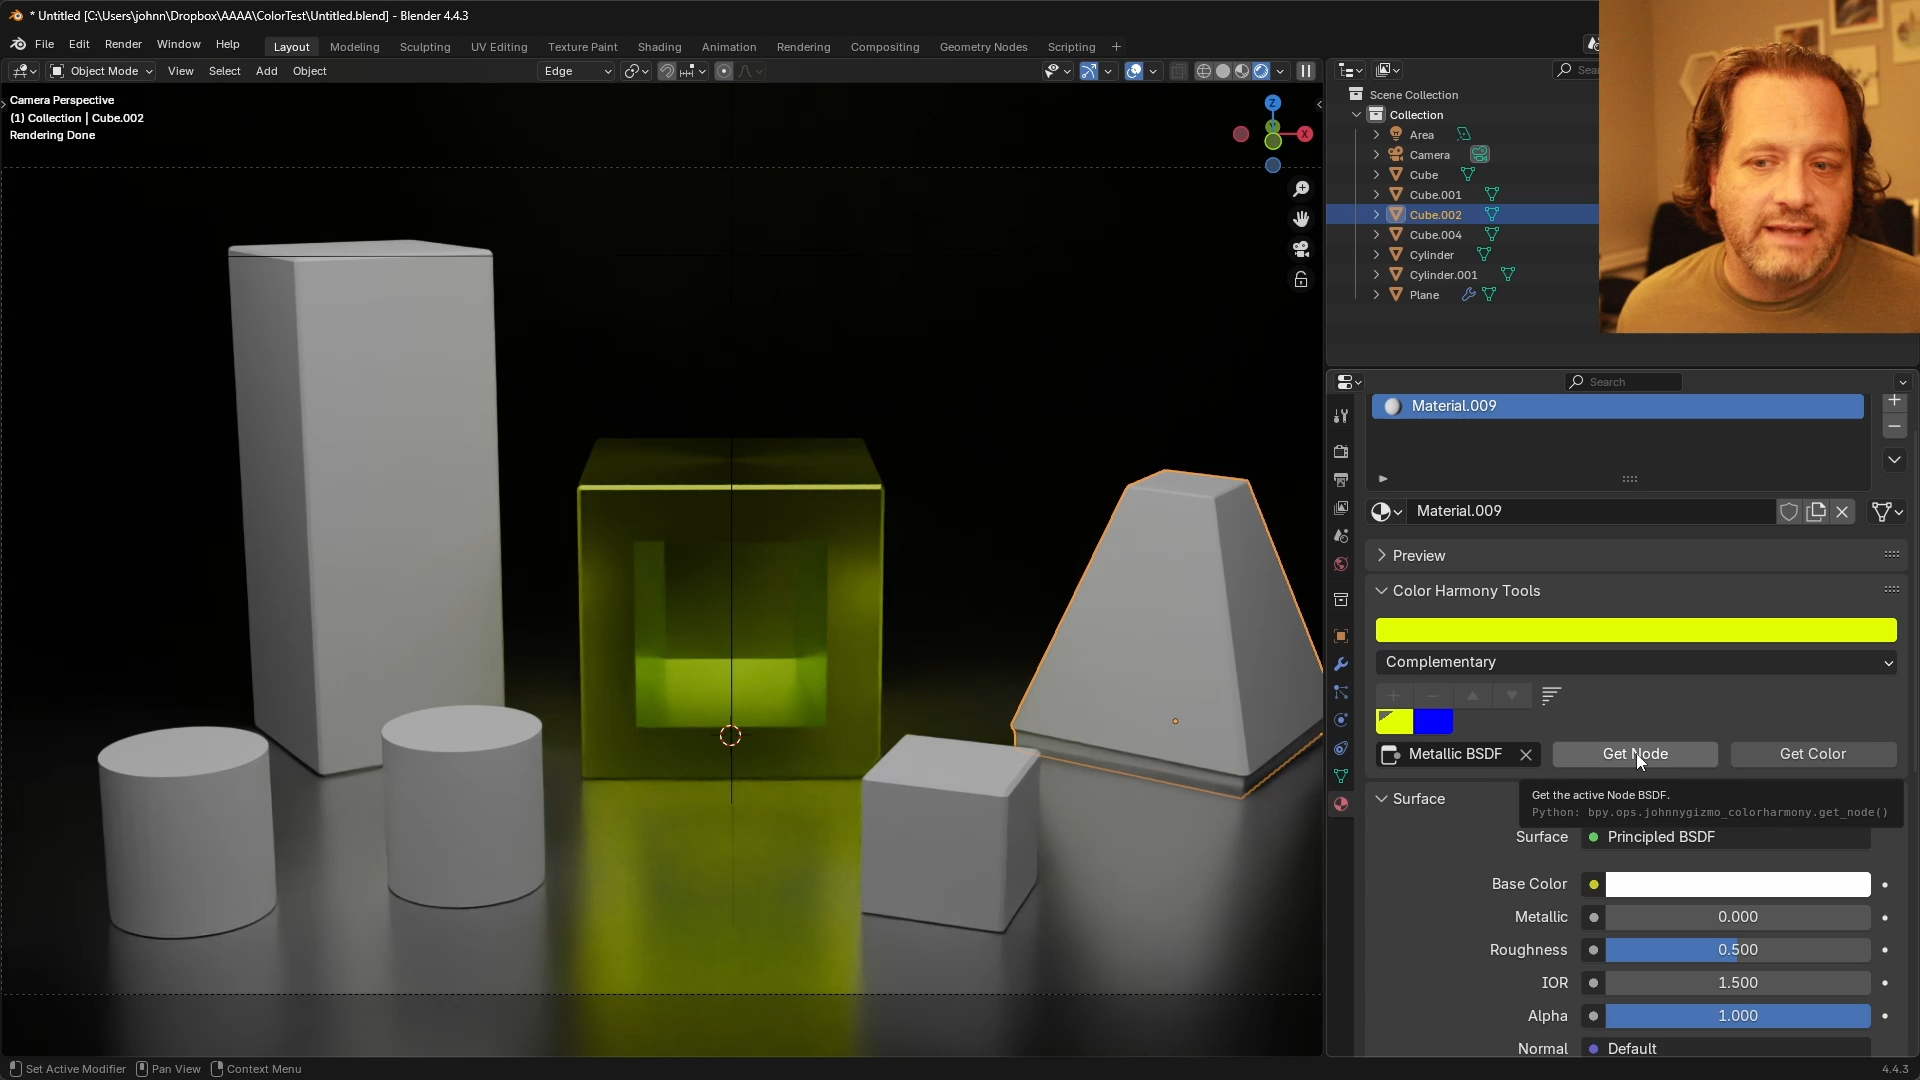 * Untitled [C:\Users\johnn\Dropbox\AAAA\ColorTest\Untitled.blend] - Blender 4.4.3
File Edit Render Window Help Layout Modeling Sculpting UV Editing Texture Paint Shading Animation Rendering Compositing Geometry Nodes Scripting +
Object Mode View Select Add Object Edge
Camera Perspective
(1) Collection | Cube.002
Rendering Done
Z
X
Scene Collection
Collection
Area
Camera
Cube
Cube.001
Cube.002
Cube.004
Cylinder
Cylinder.001
Plane
Search
Material.009
Material.009
Preview
Color Harmony Tools
Complementary
Metallic BSDF Get Node Get Color
Get the active Node BSDF.
Python: bpy.ops.johnnygizmo_colorharmony.get_node()
Surface
Surface Principled BSDF
Base Color
Metallic 0.000
Roughness 0.500
IOR 1.500
Alpha 1.000
Normal Default
Set Active Modifier Pan View Context Menu 4.4.3